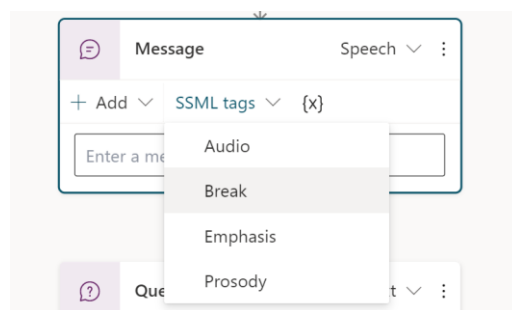 Message Speech
+ Add SSML tags {x}
Enter a me
Audio
Break
Emphasis
Prosody
Que t